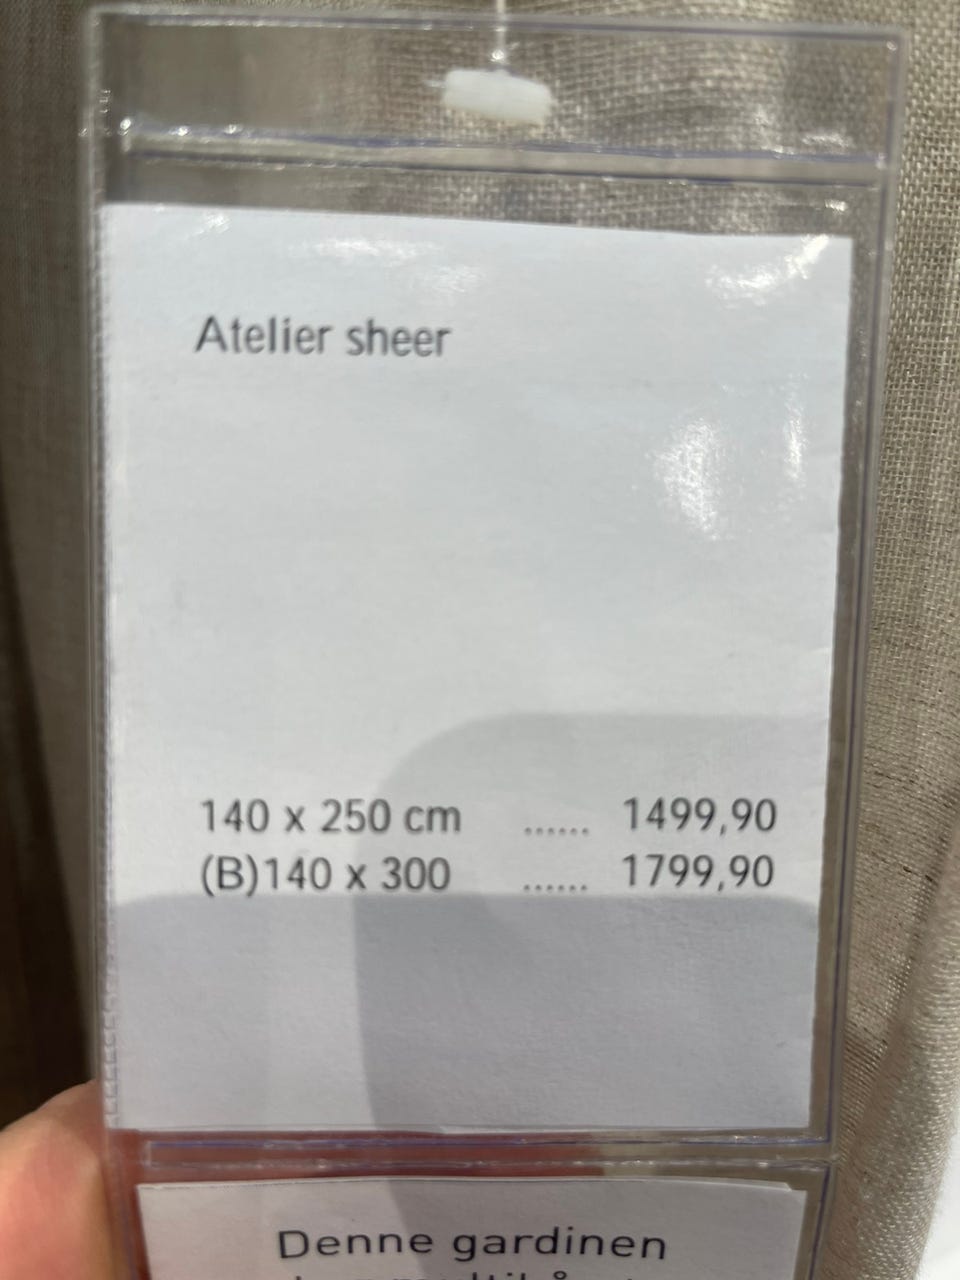 Atelier sheer
140 x 250 cm ...... 1499,90
(B)140 x 300 ...... 1799,90
Denne gardinen